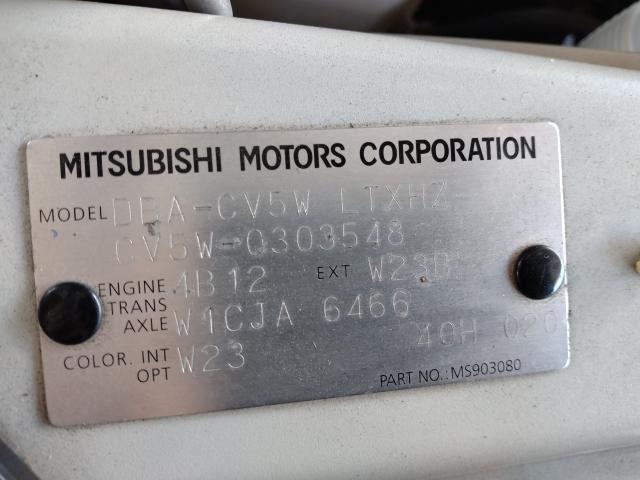 MITSUBISHI MOTORS CORPORATION
MODEL DBA-CV5W LTXHZ-
CV5W-0303548
ENGINE 4B12 EXT W23B
TRANS
AXLE W1CJA 6466
COLOR. INT W23 40H 020
OPT
PART NO.: MS903080